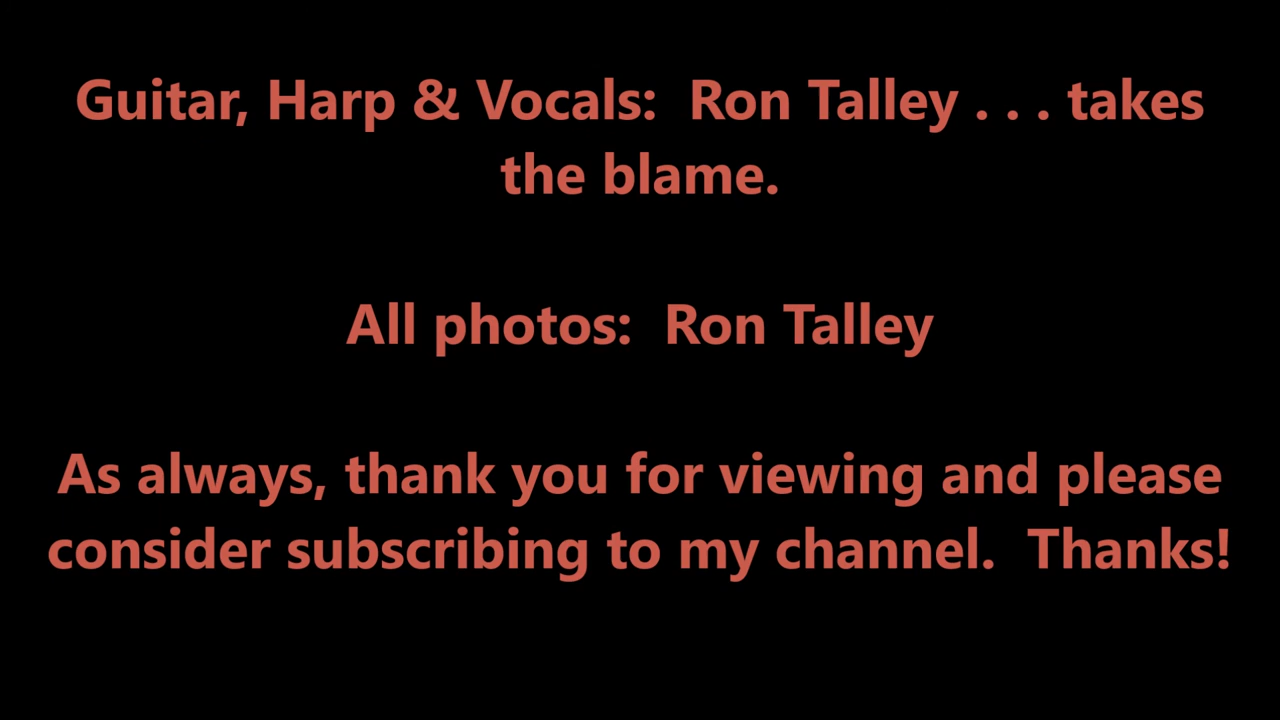 Guitar, Harp & Vocals:  Ron Talley . . . takes
the blame.
All photos:  Ron Talley
As always, thank you for viewing and please
consider subscribing to my channel.  Thanks!